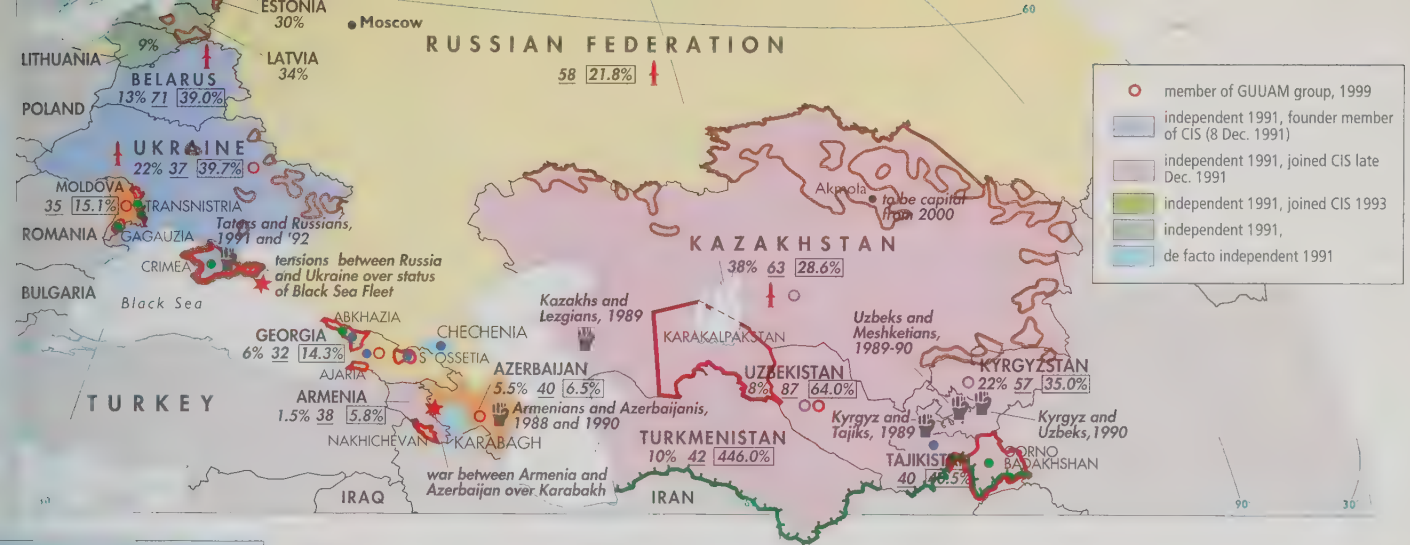 ESTONIA
30%
Moscow
60
RUSSIAN FEDERATION
58 21.8%
9%
LITHUANIA
LATVIA
34%
BELARUS
13% 71 39.0%
POLAND
UKRAINE
22% 37 39.7%
MOLDOVA
35 15.1%
TRANSNISTRIA
ROMANIA
GAGAUZIA
Tatars and Russians,
1991 and '92
CRIMEA
tensions between Russia
and Ukraine over status
of Black Sea Fleet
BULGARIA
Black Sea
member of GUUAM group, 1999
independent 1991, founder member
of CIS (8 Dec. 1991)
independent 1991, joined CIS late
Dec. 1991
independent 1991, joined CIS 1993
independent 1991,
de facto independent 1991
Akmola
to be capital
from 2000
KAZAKHSTAN
38% 63 28.6%
Kazakhs and
Lezgians, 1989
KARAKALPAKSTAN
Uzbeks and
Meshketians,
1989-90
ABKHAZIA
GEORGIA
6% 32 14.3%
CHECHENIA
S OSSETIA
AJARIA
AZERBAIJAN
5.5% 40 6.5%
UZBEKISTAN
8% 87 64.0%
KYRGYZSTAN
22% 57 35.0%
TURKEY
ARMENIA
1.5% 38 5.8%
Armenians and Azerbaijanis,
1988 and 1990
Kyrgyz and
Tajiks, 1989
Kyrgyz and
Uzbeks,1990
NAKHICHEVAN
KARABAGH
TURKMENISTAN
10% 42 446.0%
TAJIKIST
40
GORNO
BADAKHSHAN
war between Armenia and
Azerbaijan over Karabakh
IRAQ
IRAN
90
30